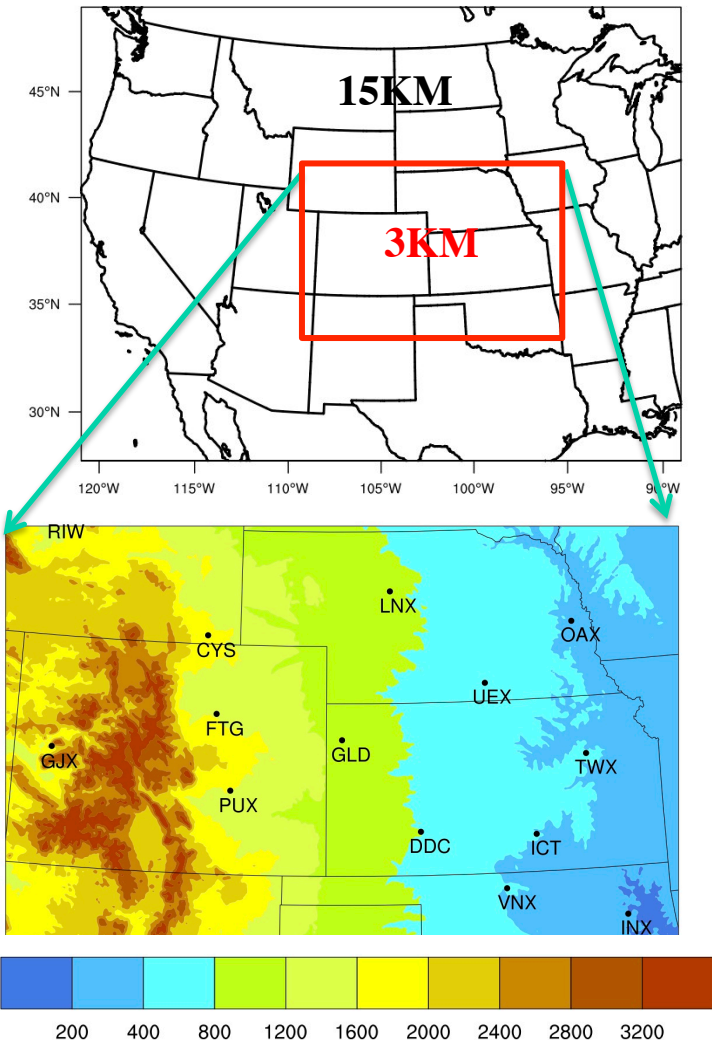 45°N
15KM
40°N
3KM
35°N
30°N
120°W 115°W 110°W 105°W 100°W 95°W 90°W
RIW
LNX
OAX
CYS
UEX
FTG
GLD
GJX
TWX
PUX
DDC
ICT
VNX
INX
200 400 800 1200 1600 2000 2400 2800 3200